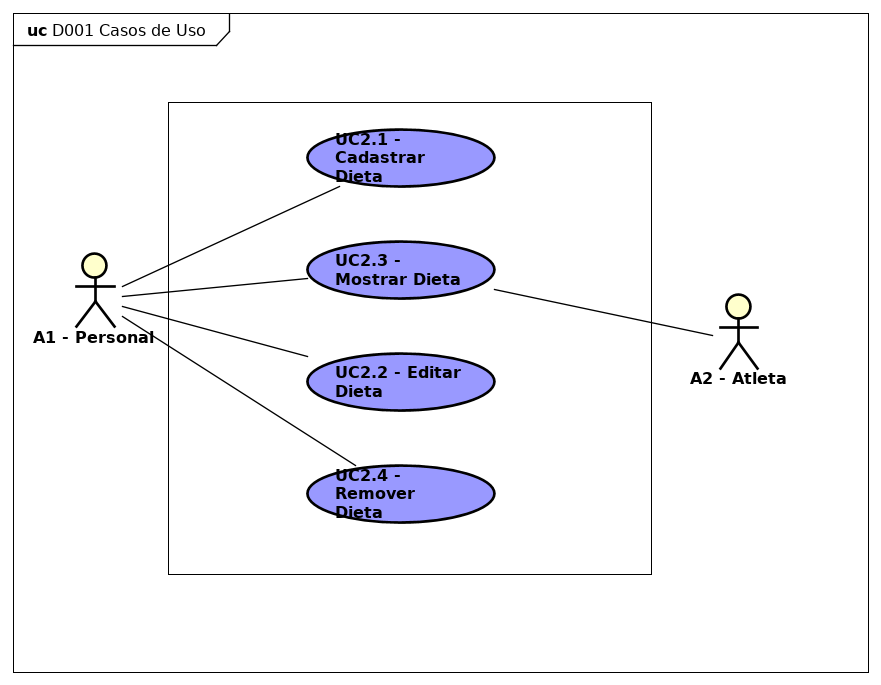 uc D001 Casos de Uso
UC2.1 -
Cadastrar
Dieta
UC2.3 -
Mostrar Dieta
A1 - Personal
UC2.2 - Editar
Dieta
A2 - Atleta
UC2.4 -
Remover
Dieta